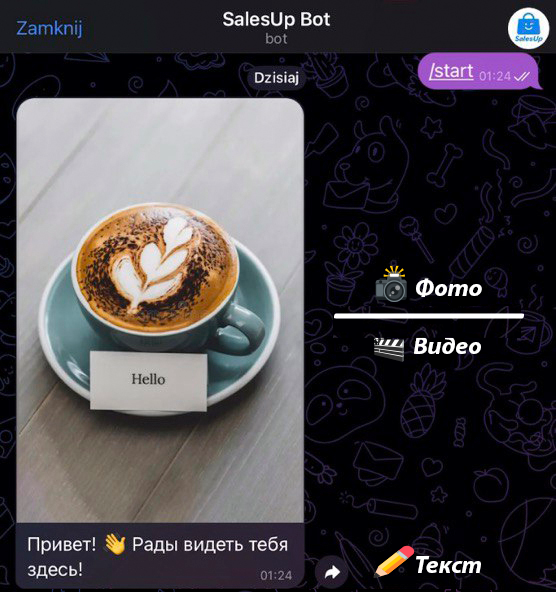 Zamknij
SalesUp Bot
bot
SalesUp
/start 01:24
Dzisiaj
📸 Фото
🎬 Видео
Hello
Привет! 👋 Рады видеть тебя
здесь!
01:24
✏️ Текст